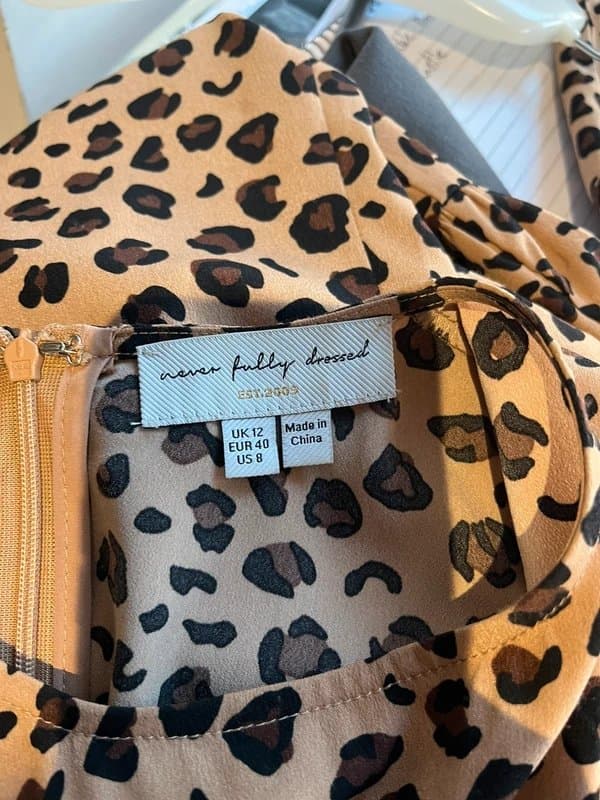 never fully dressed
EST.2009
UK 12
EUR 40
US 8
Made in
China